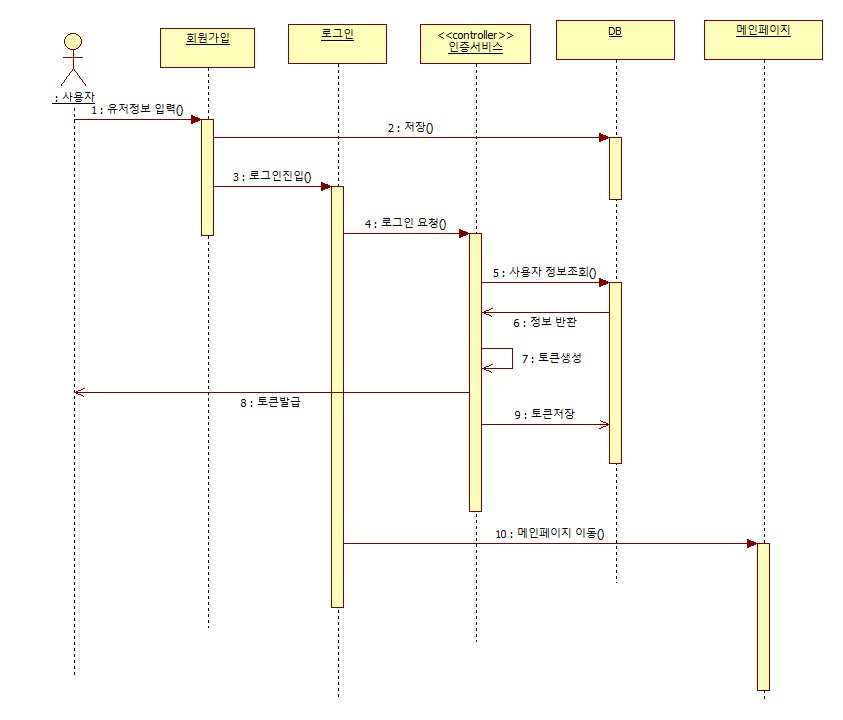 회원가입
로그인
<<controller>>
인증서비스
DB
메인페이지
: 사용자
1 : 유저정보 입력()
2 : 저장()
3 : 로그인진입()
4 : 로그인 요청()
5 : 사용자 정보조회()
6 : 정보 반환
7 : 토큰생성
8 : 토큰발급
9 : 토큰저장
10 : 메인페이지 이동()